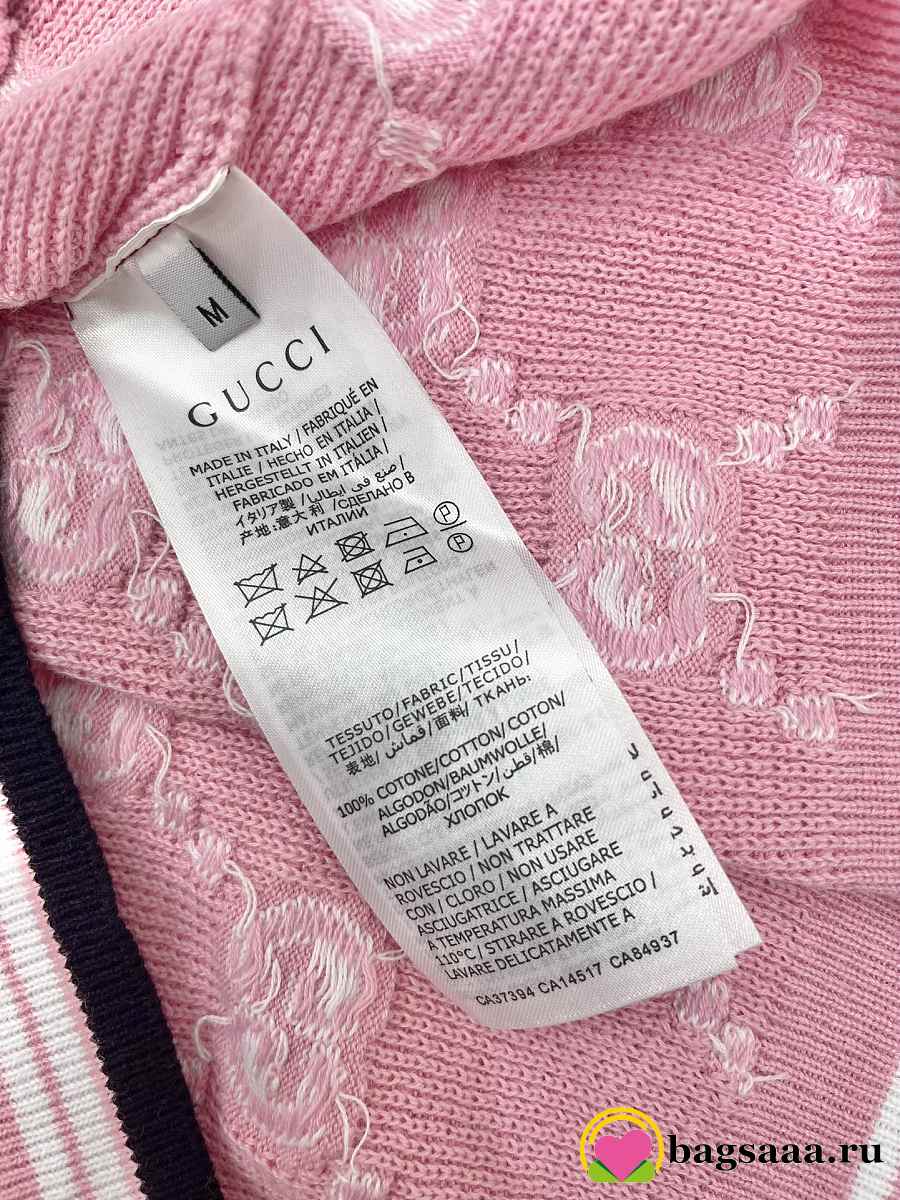 M
GUCCI
MADE IN ITALY / FABRIQUÉ EN
ITALIE / HECHO EN ITALIA /
HERGESTELLT IN ITALIEN /
FABRICADO EM ITÁLIA /
イタリア製 / صنع في ايطاليا /
产地:意大利 /СДЕЛАНО В
ИТАЛИИ
P
P
TESSUTO/FABRIC/TISSU/
TEJIDO/GEWEBE/TECIDO/
表地/قماش/面料/ ТКАНЬ:
100% COTONE/COTTON/COTON/
ALGODON/BAUMWOLLE/
ALGODÃO/コットン/قطن/棉/
ХЛОПОК
NON LAVARE / LAVARE A
ROVESCIO / NON TRATTARE
CON / CLORO / NON USARE
ASCIUGATRICE / ASCIUGARE
A TEMPERATURA MASSIMA
110°C / STIRARE A ROVESCIO /
LAVARE DELICATAMENTE A
CA37394 CA14517 CA84937
bagsaaa.ru